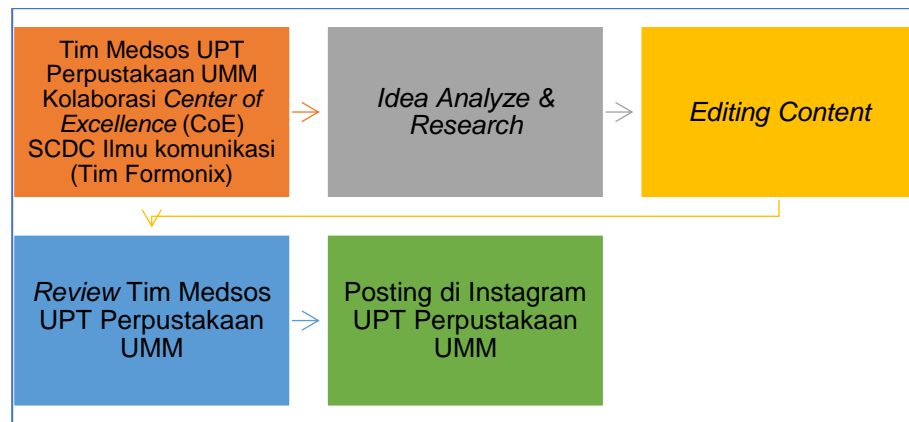 Tim Medsos UPT
Perpustakaan UMM
Kolaborasi Center of
Excellence (CoE)
SCDC Ilmu komunikasi
(Tim Formonix)
Idea Analyze &
Research
Editing Content
Review Tim Medsos
UPT Perpustakaan
UMM
Posting di Instagram
UPT Perpustakaan
UMM